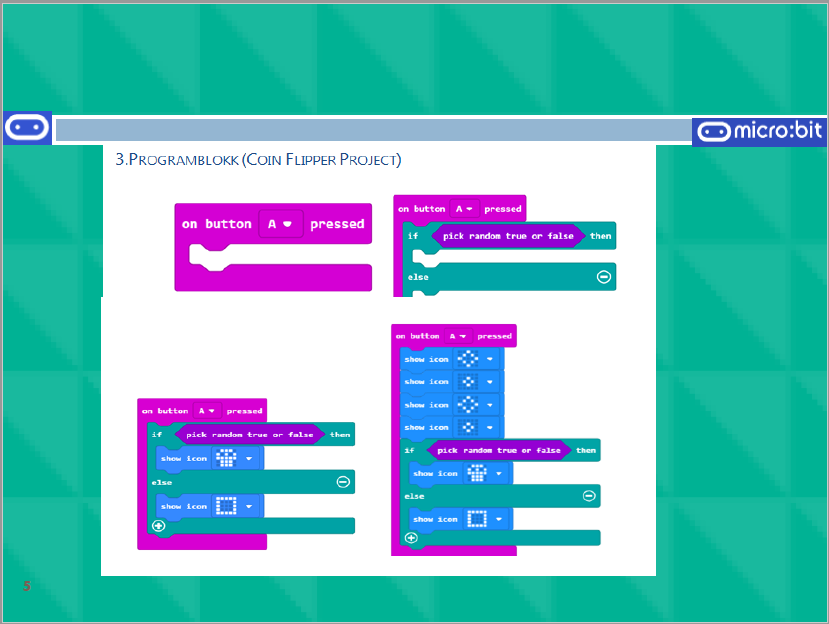 micro:bit
3.PROGRAMBLOKK (COIN FLIPPER PROJECT)
on button A pressed
on button A pressed
if pick random true or false then
else
on button A pressed
if pick random true or false then
show icon
else
show icon
on button A pressed
show icon
show icon
show icon
show icon
if pick random true or false then
show icon
else
show icon
5